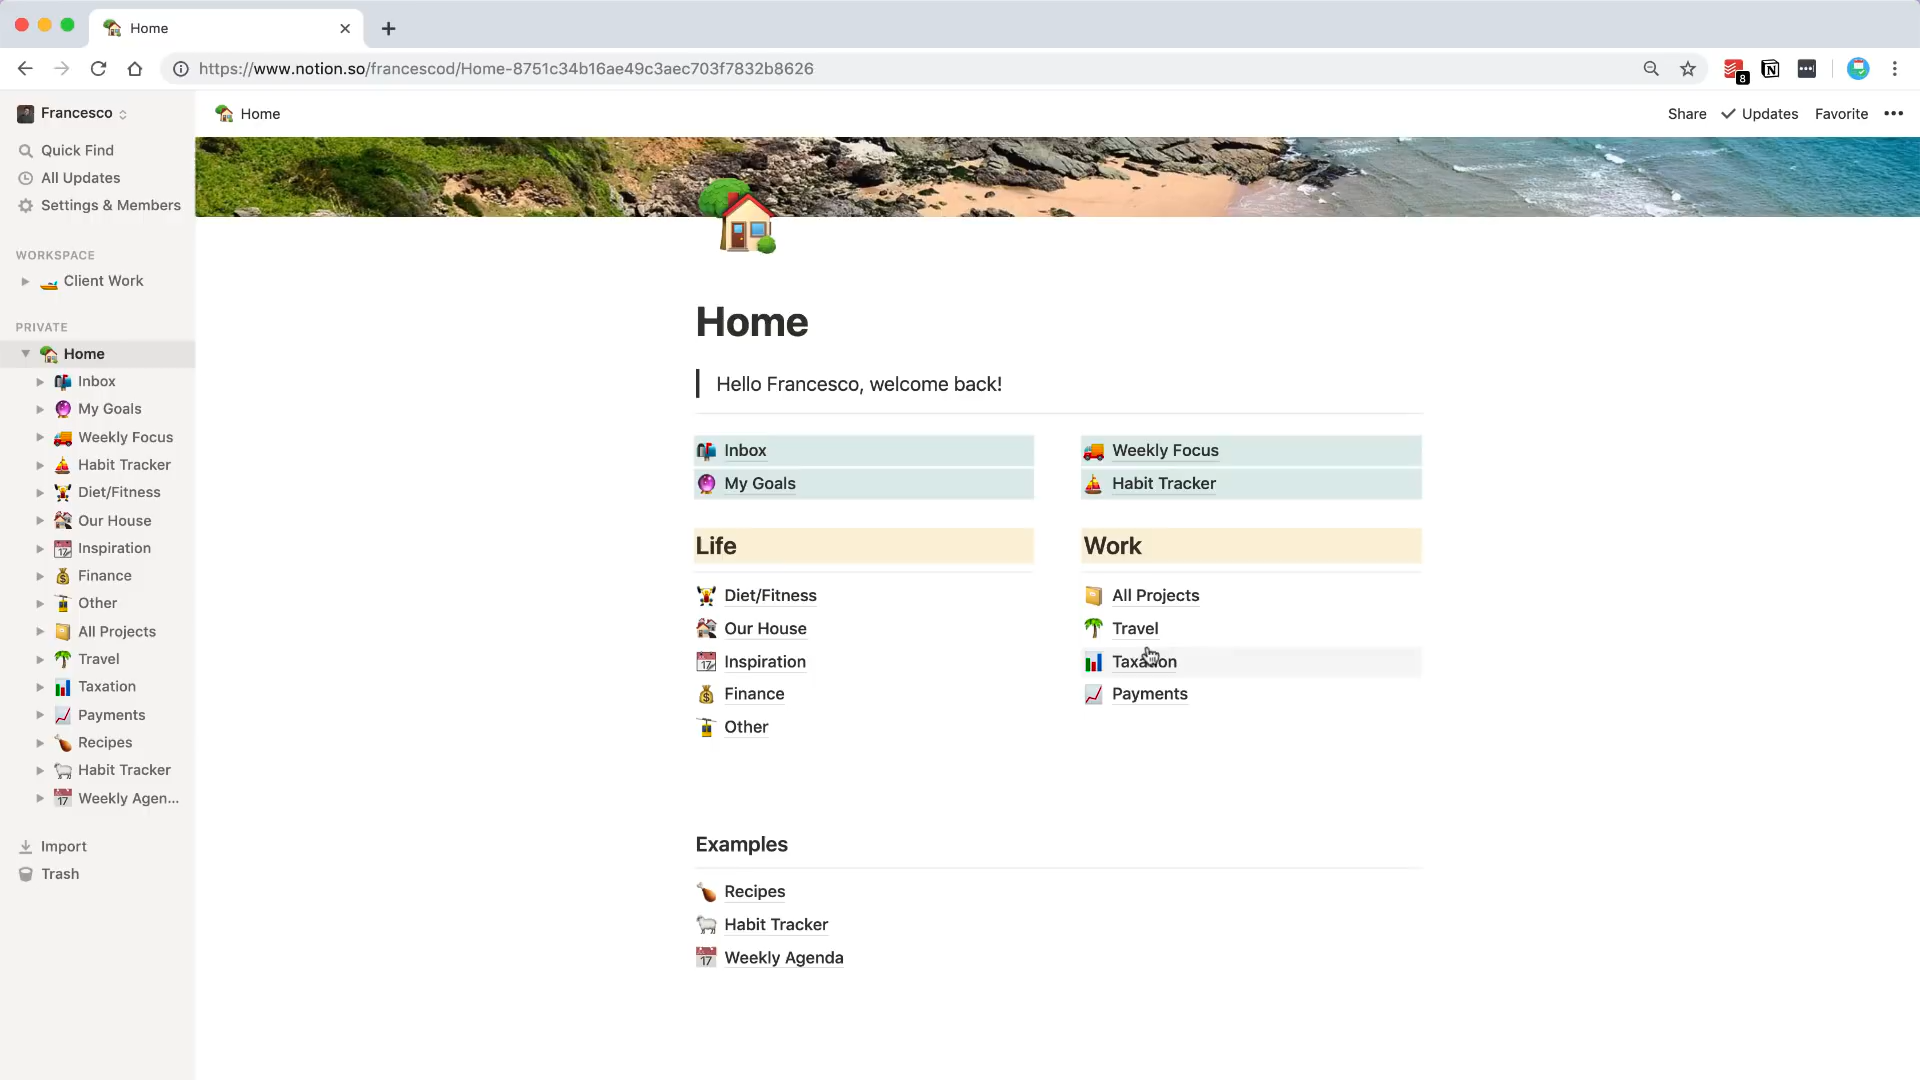 Home
https://www.notion.so/francescod/Home-8751c34b16ae49c3aec703f7832b8626
8
Francesco
Home
Share
Updates
Favorite
Quick Find
All Updates
Settings & Members
WORKSPACE
Client Work
PRIVATE
Home
Inbox
My Goals
Weekly Focus
Habit Tracker
Diet/Fitness
Our House
Inspiration
Finance
Other
All Projects
Travel
Taxation
Payments
Recipes
Habit Tracker
17 Weekly Agen...
Import
Trash
Home
Hello Francesco, welcome back!
Inbox
My Goals
Weekly Focus
Habit Tracker
Life
Diet/Fitness
Our House
17 Inspiration
Finance
Other
Work
All Projects
Travel
Taxation
Payments
Examples
Recipes
Habit Tracker
17 Weekly Agenda